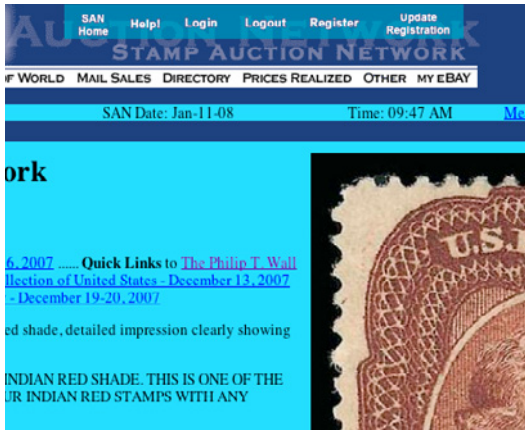 SAN Home Help! Login Logout Register Update Registration
AUCTION NETWORK
STAMP AUCTION NETWORK
OF WORLD MAIL SALES DIRECTORY PRICES REALIZED OTHER MY EBAY
SAN Date: Jan-11-08 Time: 09:47 AM Me
ork
6, 2007 ...... Quick Links to The Philip T. Wall
llection of United States - December 13, 2007
- December 19-20, 2007
ed shade, detailed impression clearly showing
INDIAN RED SHADE. THIS IS ONE OF THE
UR INDIAN RED STAMPS WITH ANY
U.S.